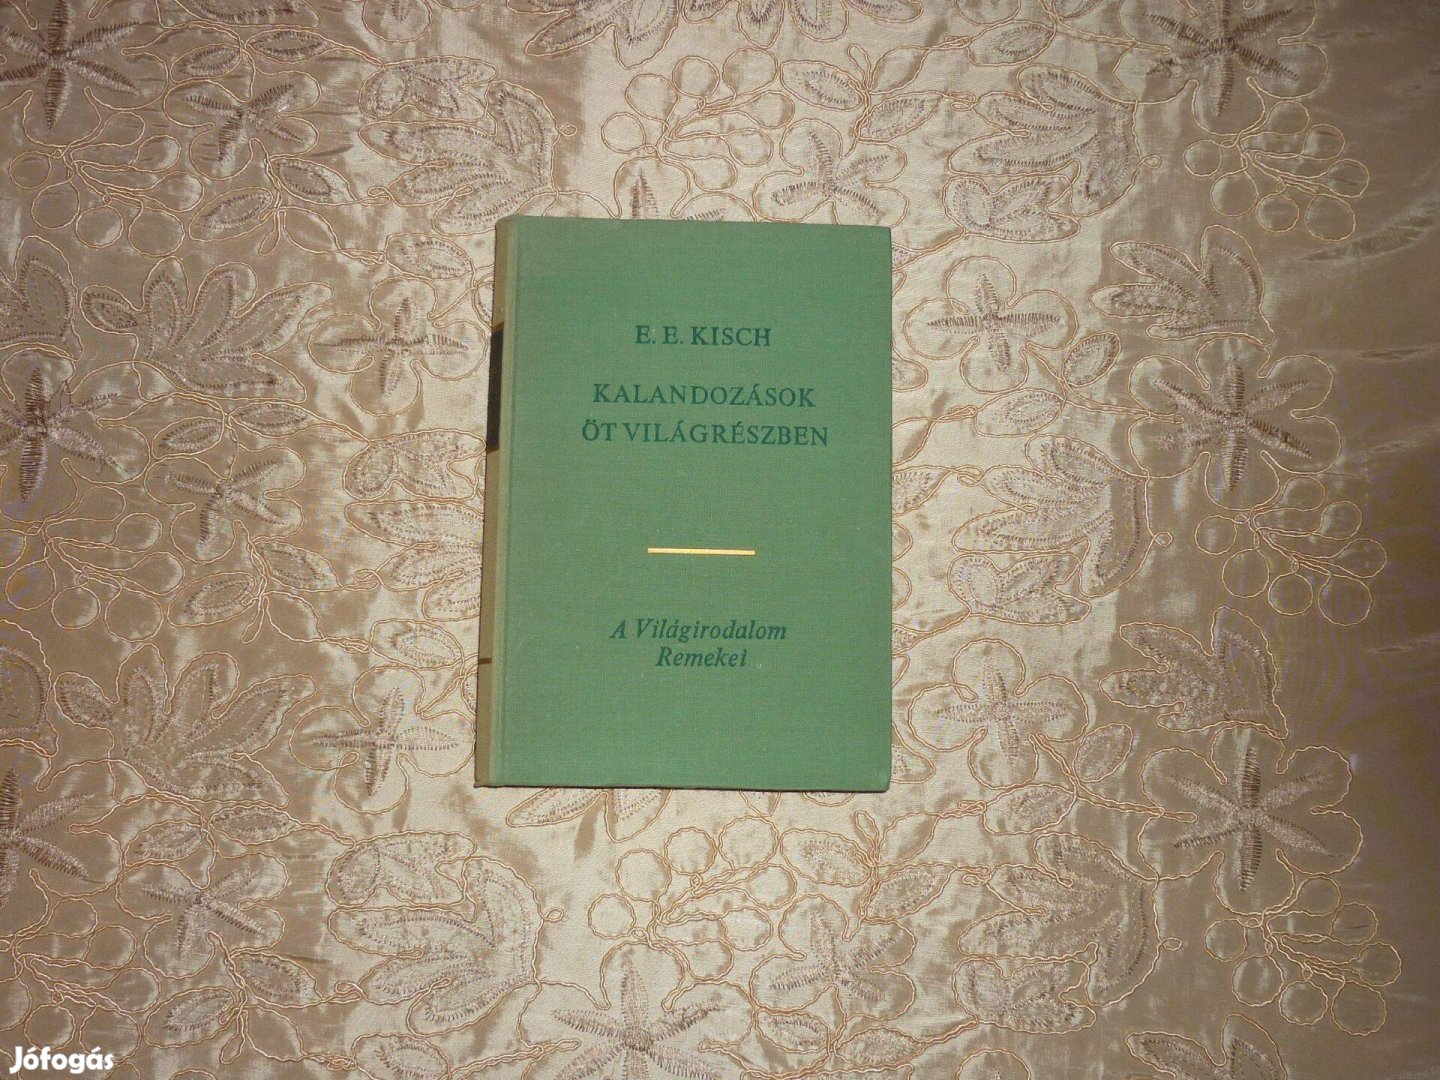 E. E. KISCH
KALANDOZÁSOK
ÖT VILÁGRÉSZBEN
A Világirodalom
Remekei
Jófogás